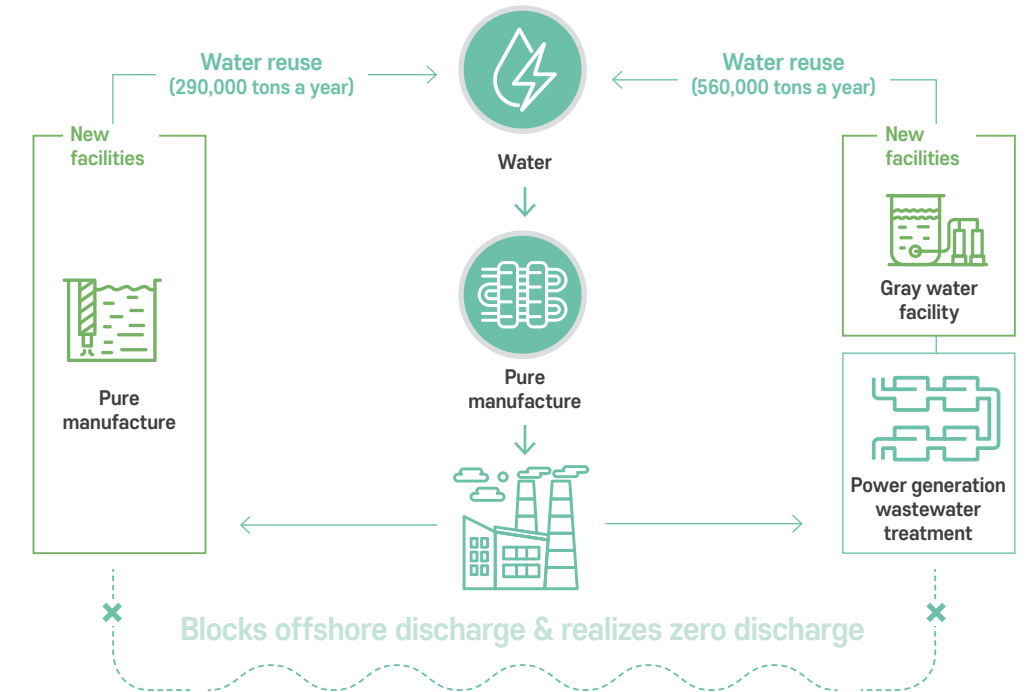 Water reuse
(290,000 tons a year)
Water reuse
(560,000 tons a year)
New
facilities
Pure
manufacture
Water
Pure
manufacture
New
facilities
Gray water
facility
Power generation
wastewater
treatment
Blocks offshore discharge & realizes zero discharge